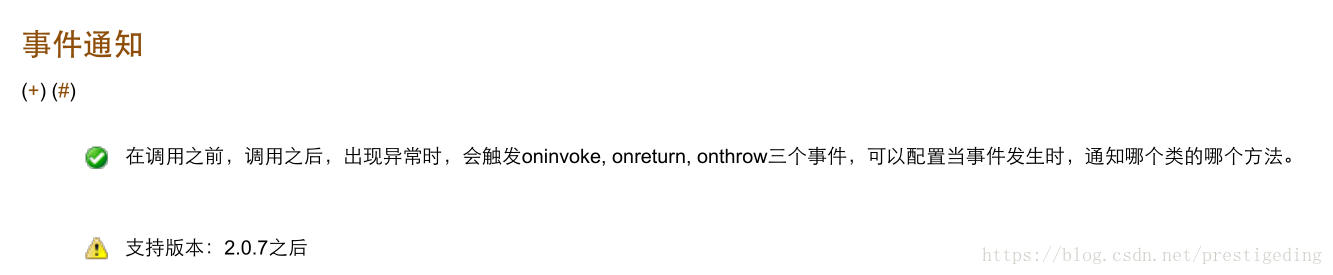 事件通知
(+) (#)
在调用之前，调用之后，出现异常时，会触发oninvoke, onreturn, onthrow三个事件，可以配置当事件发生时，通知哪个类的哪个方法。
支持版本：2.0.7之后
https://blog.csdn.net/prestigeding